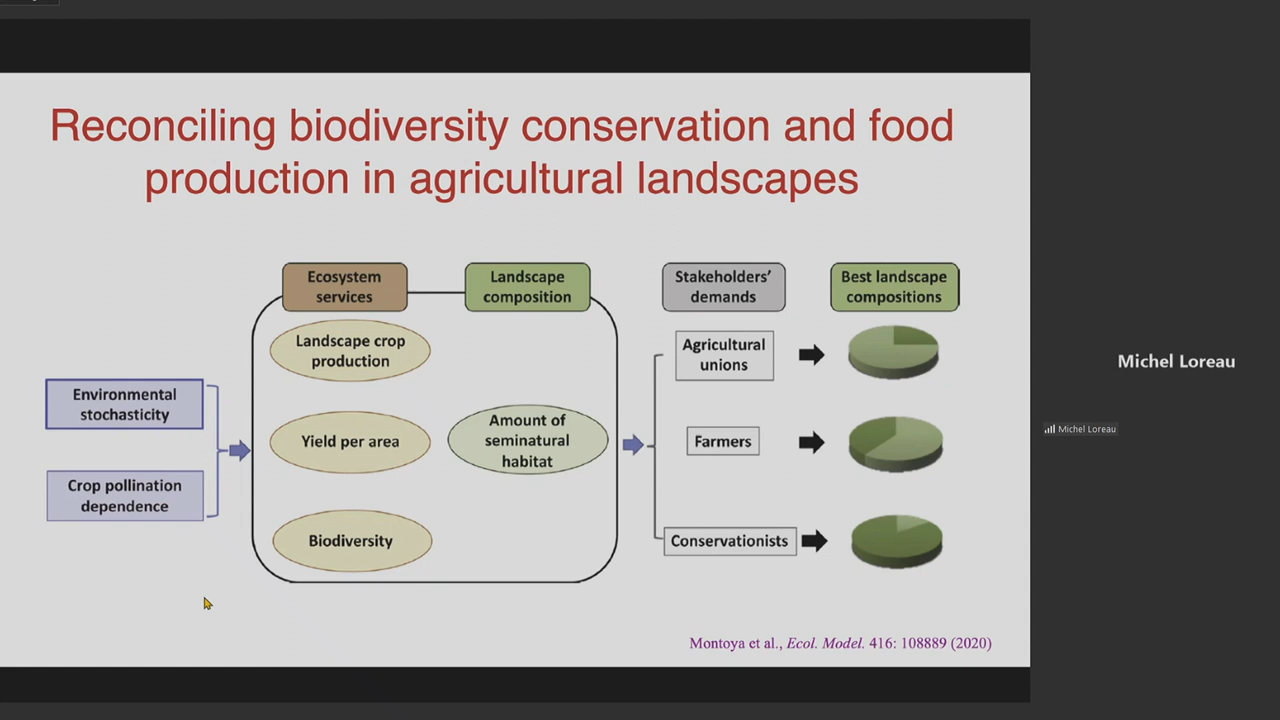 Reconciling biodiversity conservation and food
production in agricultural landscapes
Ecosystem
services
Landscape
composition
Stakeholders’
demands
Best landscape
compositions
Landscape crop
production
Agricultural
unions
Environmental
stochasticity
Yield per area
Amount of
seminatural
habitat
Farmers
Crop pollination
dependence
Biodiversity
Conservationists
Montoya et al., Ecol. Model. 416: 108889 (2020)
Michel Loreau
Michel Loreau